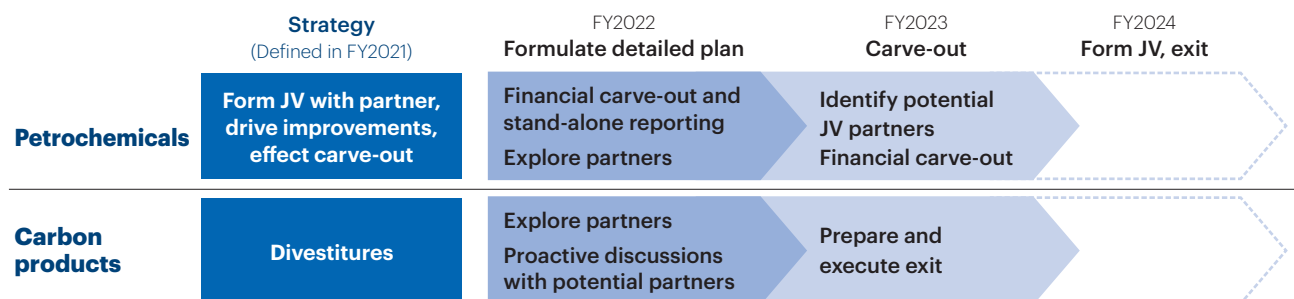 Strategy
(Defined in FY2021)
FY2022
Formulate detailed plan
FY2023
Carve-out
FY2024
Form JV, exit
Petrochemicals
Form JV with partner,
drive improvements,
effect carve-out
Financial carve-out and
stand-alone reporting
Explore partners
Identify potential
JV partners
Financial carve-out
Carbon
products
Divestitures
Explore partners
Proactive discussions
with potential partners
Prepare and
execute exit